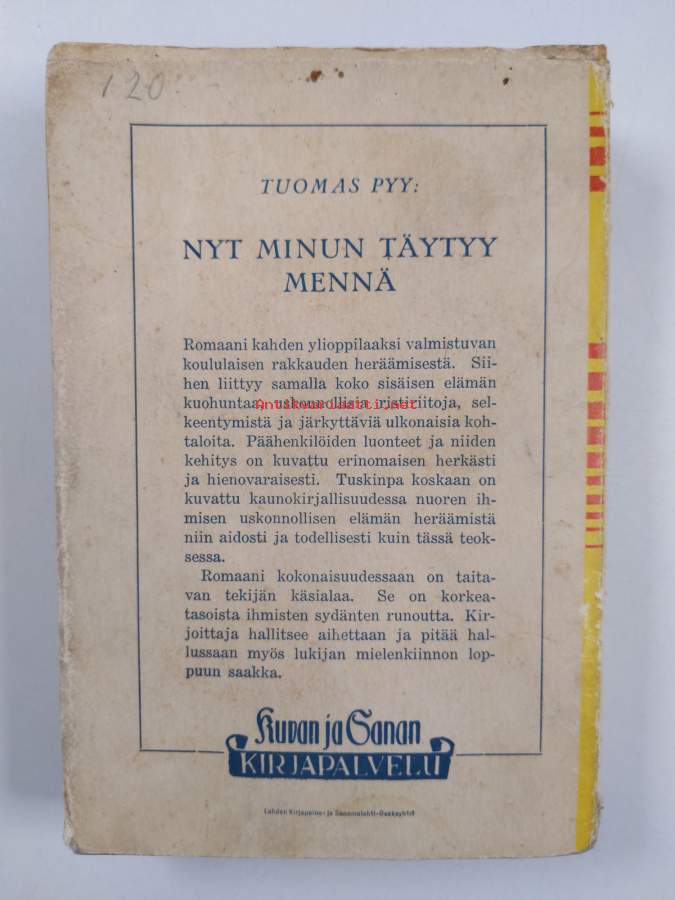 120
TUOMAS PYY:
NYT MINUN TÄYTYY
MENNÄ
Romaani kahden ylioppilaaksi valmistuvan
koululaisen rakkauden heräämisestä. Sii-
hen liittyy samalla koko sisäisen elämän
kuohuntaa, uskonnollisia ristiriitoja, sel-
Antikvariaatti.net
keentymistä ja järkyttäviä ulkonaisia koh-
taloita. Päähenkilöiden luonteet ja niiden
kehitys on kuvattu erinomaisen herkästi
ja hienovaraisesti. Tuskinpa koskaan on
kuvattu kaunokirjallisuudessa nuoren ih-
misen uskonnollisen elämän heräämistä
niin aidosti ja todellisesti kuin tässä teok-
sessa.
Romaani kokonaisuudessaan on taita-
van tekijän käsialaa. Se on korkea-
tasoista ihmisten sydänten runoutta. Kir-
joittaja hallitsee aihettaan ja pitää hal-
lussaan myös lukijan mielenkiinnon lop-
puun saakka.
Kuvan ja Sanan
KIRJAPALVELU
Lahden Kirjapaino- ja Sanomalehti-Osakeyhtiö